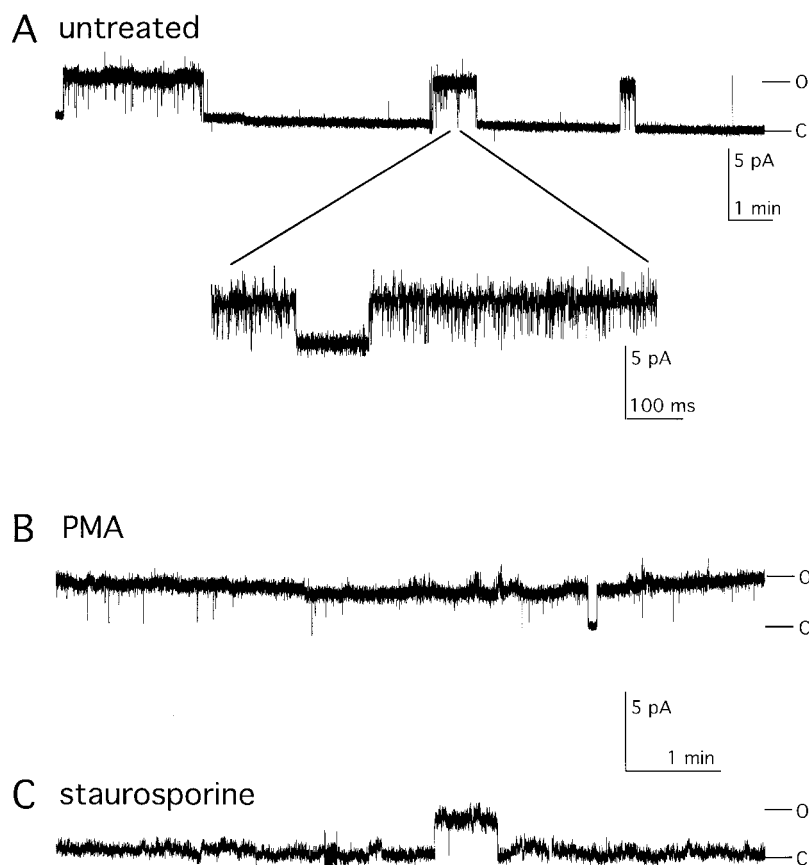 A untreated
O
C
5 pA
1 min
5 pA
100 ms
B PMA
O
O
5 pA
1 min
C staurosporine
O
C